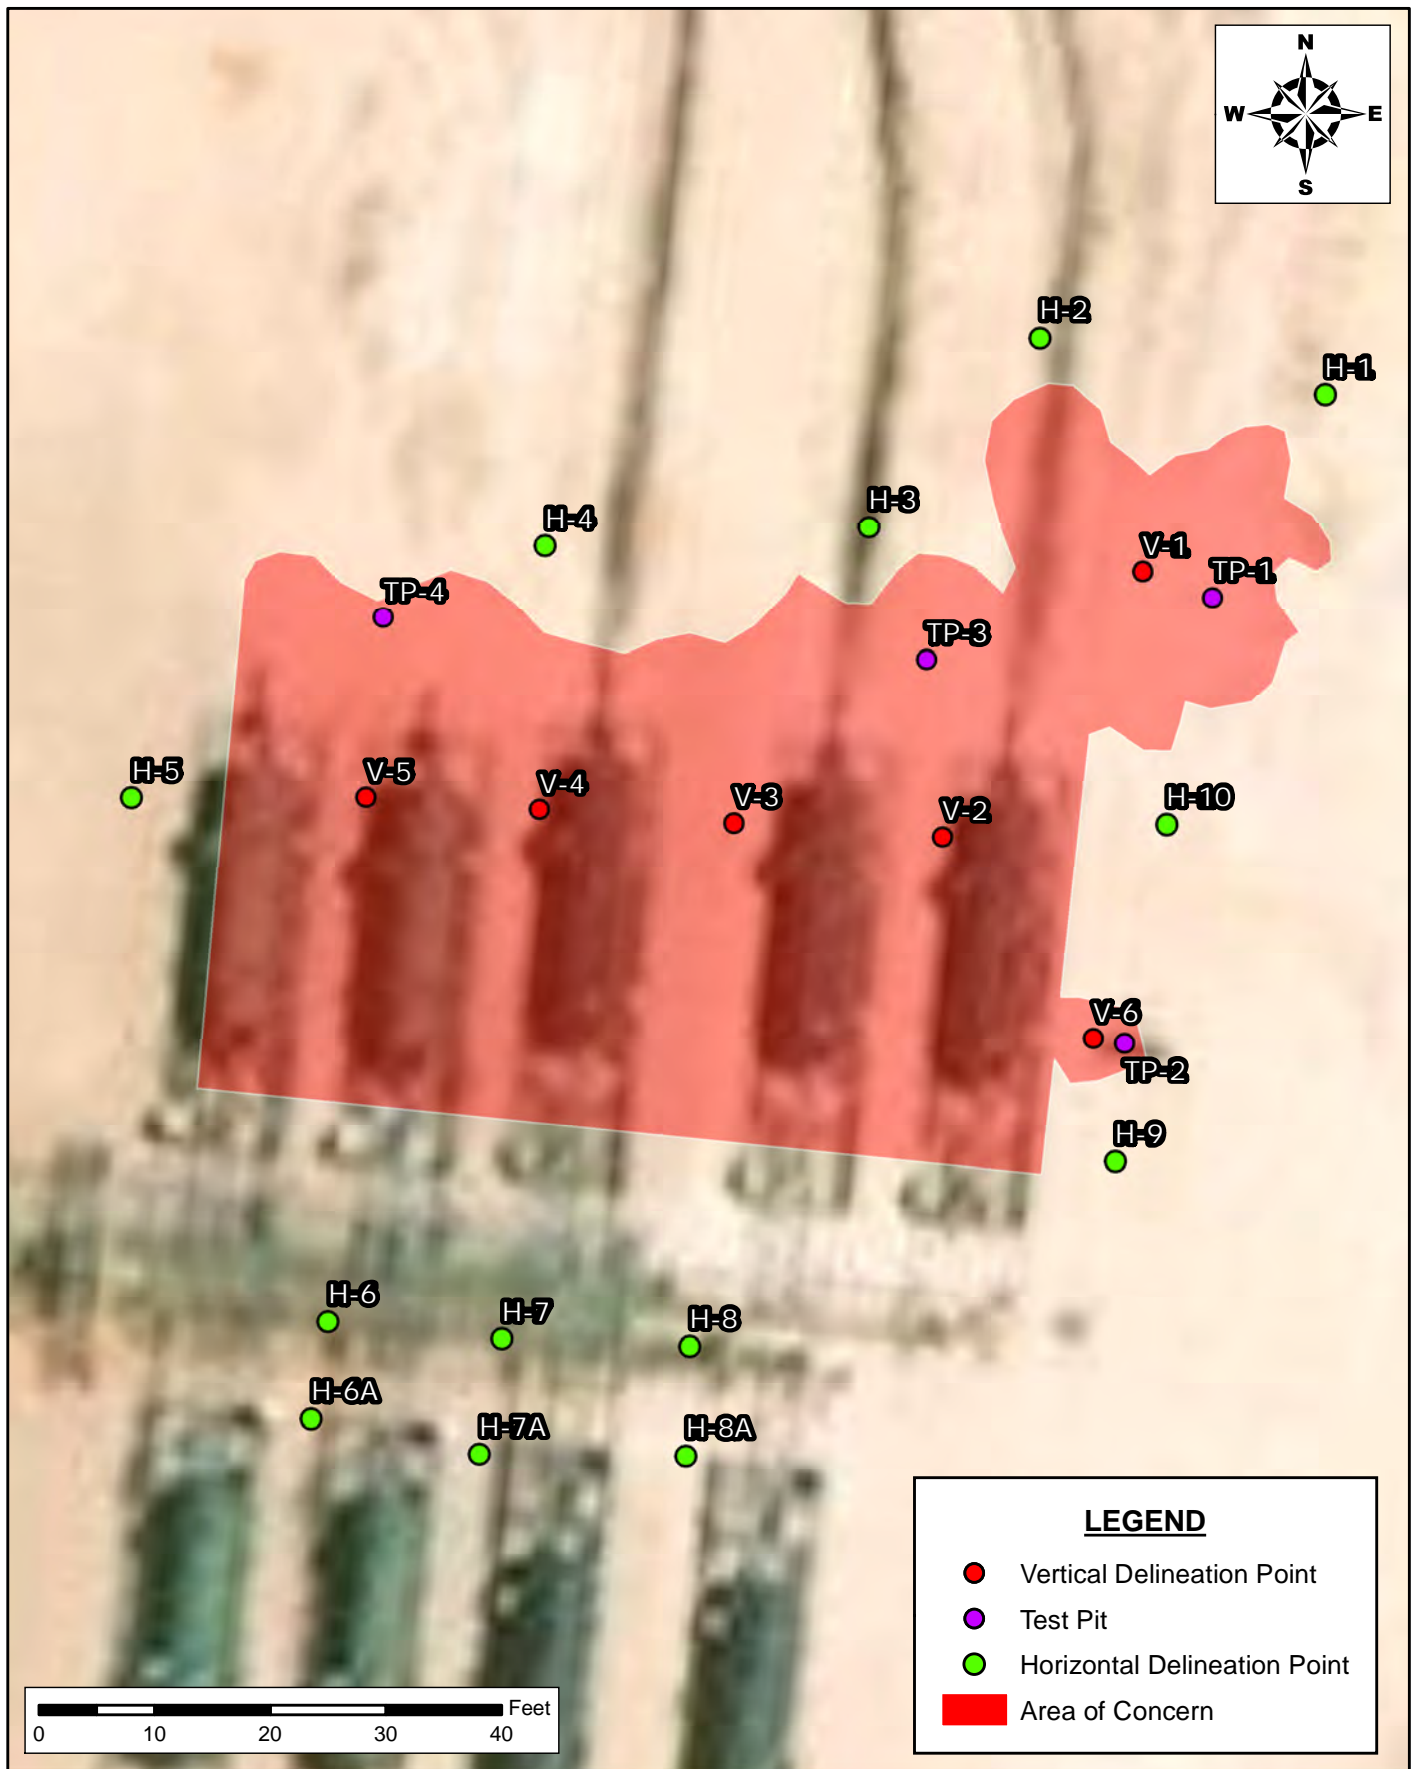 N
W E
S
H-2
H-1
H-3
H-4
V-1
TP-1
TP-4
TP-3
H-5
V-5
V-4
V-3
V-2
H-10
V-6
TP-2
H-9
H-6
H-7
H-8
H-6A
H-7A
H-8A
LEGEND
Vertical Delineation Point
Test Pit
Horizontal Delineation Point
Area of Concern
Feet
0 10 20 30 40